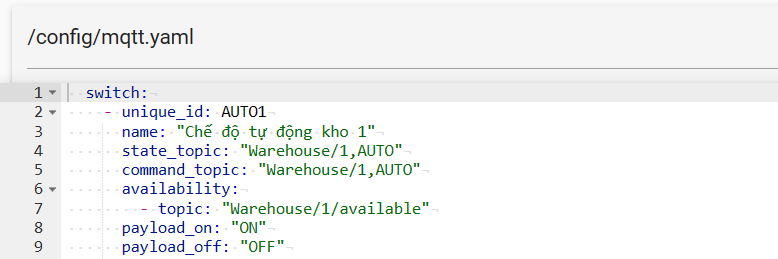 /config/mqtt.yaml
1 switch:
2 - unique_id: AUTO1
3 name: "Chế độ tự động kho 1"
4 state_topic: "Warehouse/1,AUTO"
5 command_topic: "Warehouse/1,AUTO"
6 availability:
7 - topic: "Warehouse/1/available"
8 payload_on: "ON"
9 payload_off: "OFF"